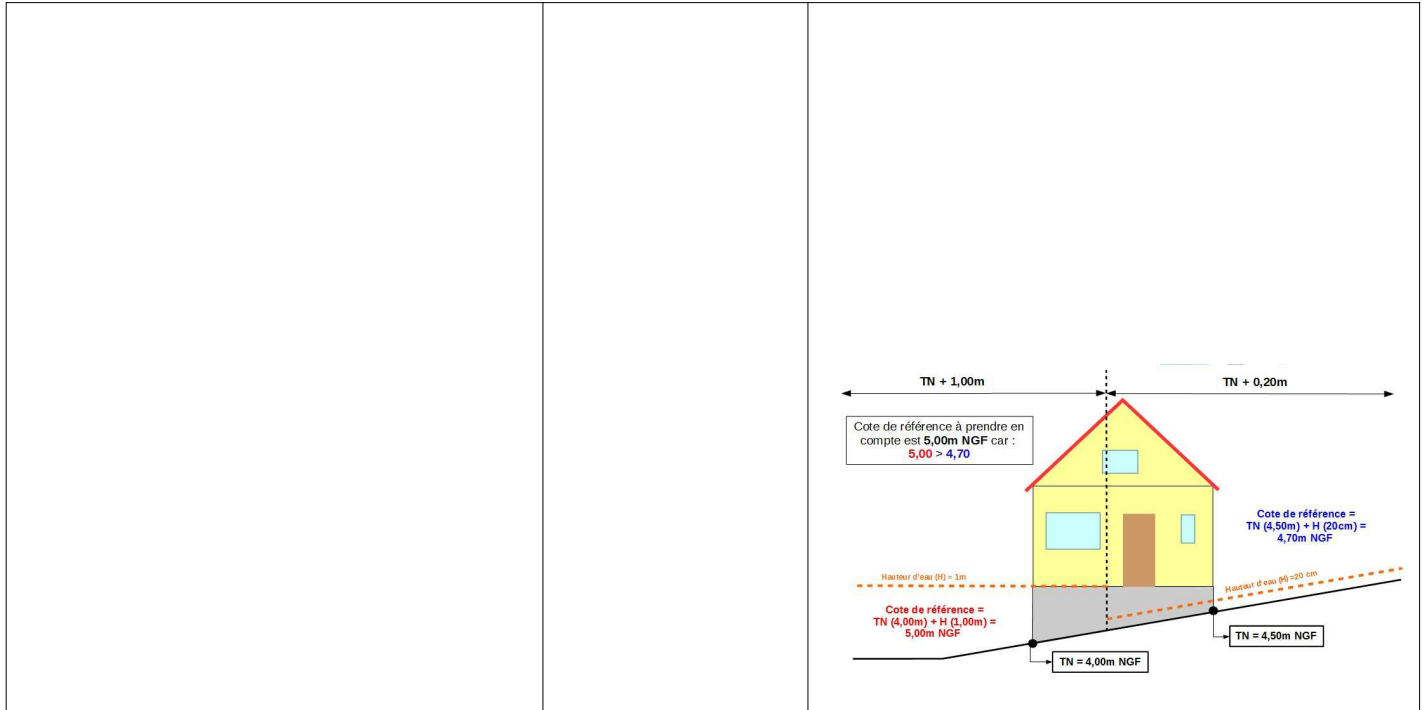 TN + 1,00m
TN + 0,20m
Cote de référence à prendre en
compte est 5,00m NGF car :
5,00 > 4,70
Cote de référence =
TN (4,50m) + H (20cm) =
4,70m NGF
Hauteur d'eau (H) = 1m
Hauteur d'eau (H) =20 cm
Cote de référence =
TN (4,00m) + H (1,00m) =
5,00m NGF
TN = 4,50m NGF
TN = 4,00m NGF